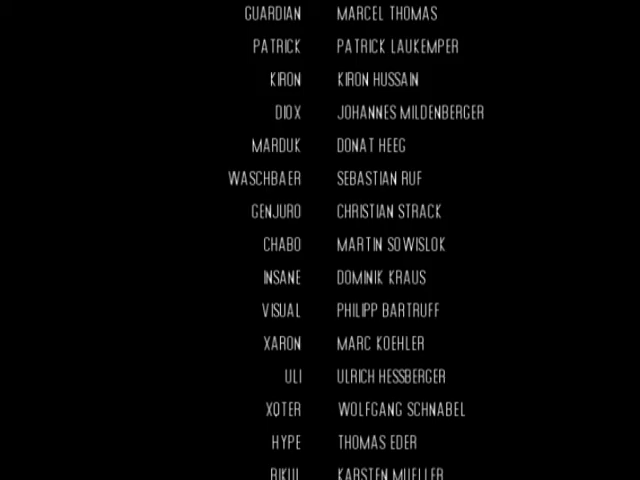 GUARDIAN MARCEL THOMAS
PATRICK PATRICK LAUKEMPER
KIRON KIRON HUSSAIN
DIOX JOHANNES MILDENBERGER
MARDUK DONAT HEEG
WASCHBAER SEBASTIAN RUF
GENJURO CHRISTIAN STRACK
CHABO MARTIN SOWISLOK
INSANE DOMINIK KRAUS
VISUAL PHILIPP BARTRUFF
XARON MARC KOEHLER
ULI ULRICH HESSBERGER
XOTER WOLFGANG SCHNABEL
HYPE THOMAS EDER
KARSTEN MUELLER